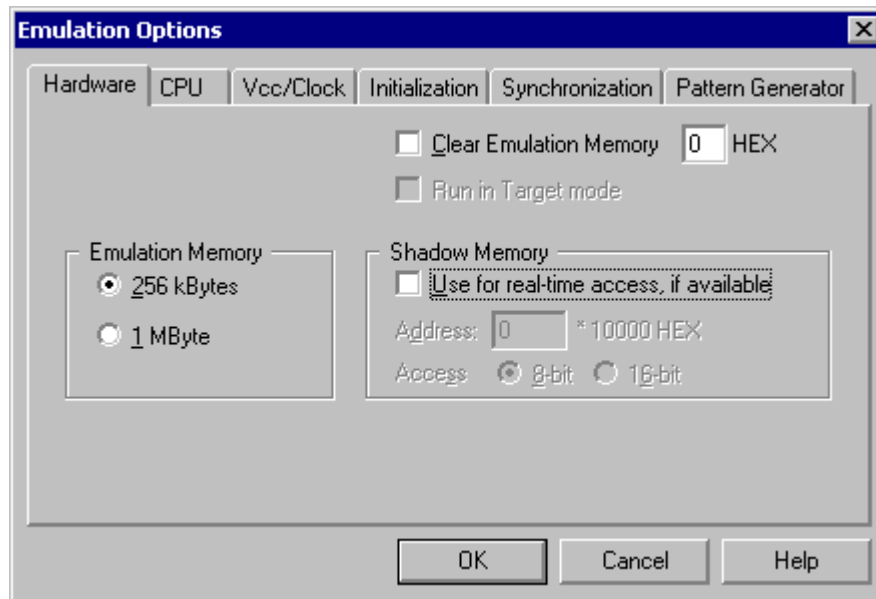 Emulation Options
Hardware CPU Vcc/Clock Initialization Synchronization Pattern Generator
Clear Emulation Memory 0 HEX
Run in Target mode
Emulation Memory
256 kBytes
1 MByte
Shadow Memory
Use for real-time access, if available
Address: 0 * 10000 HEX
Access 8-bit 16-bit
OK Cancel Help